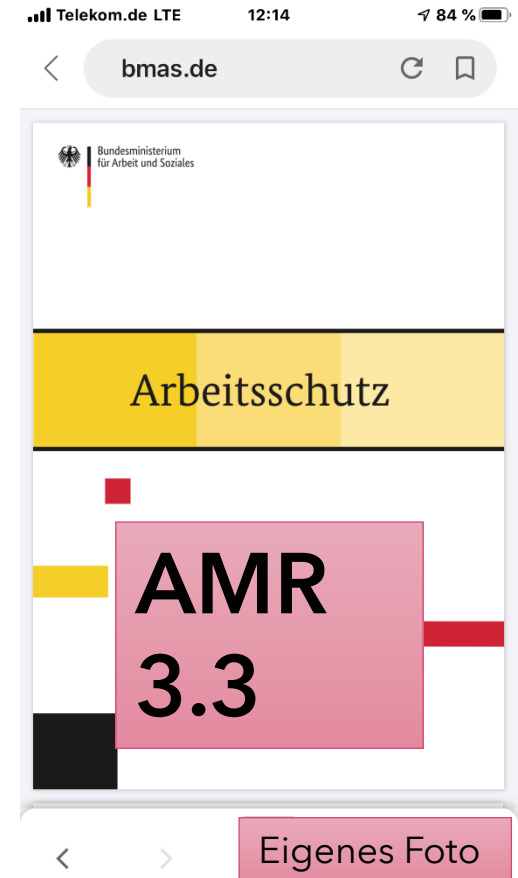 Telekom.de LTE 12:14 84 %
bmas.de
Bundesministerium
für Arbeit und Soziales
Arbeitsschutz
AMR
3.3
Eigenes Foto